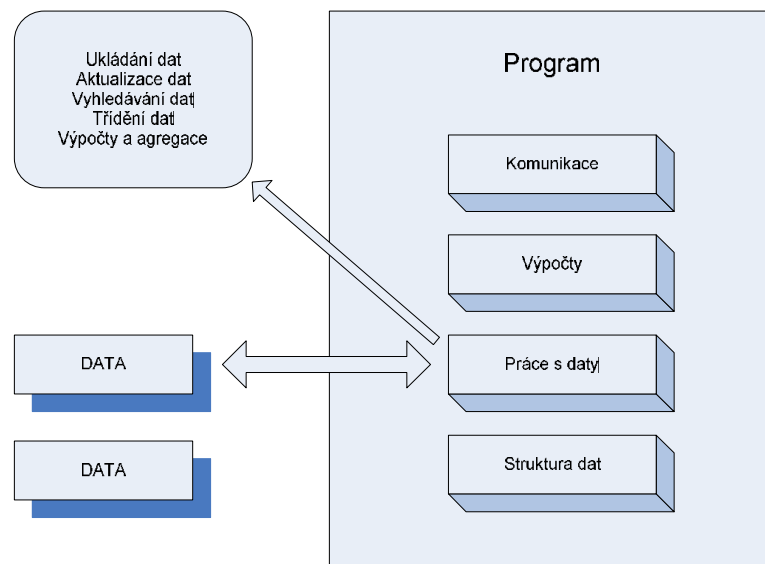 Ukládání dat
Aktualizace dat
Vyhledávání dat
Třídění dat
Výpočty a agregace
Program
Komunikace
Výpočty
Práce s daty
Struktura dat
DATA
DATA